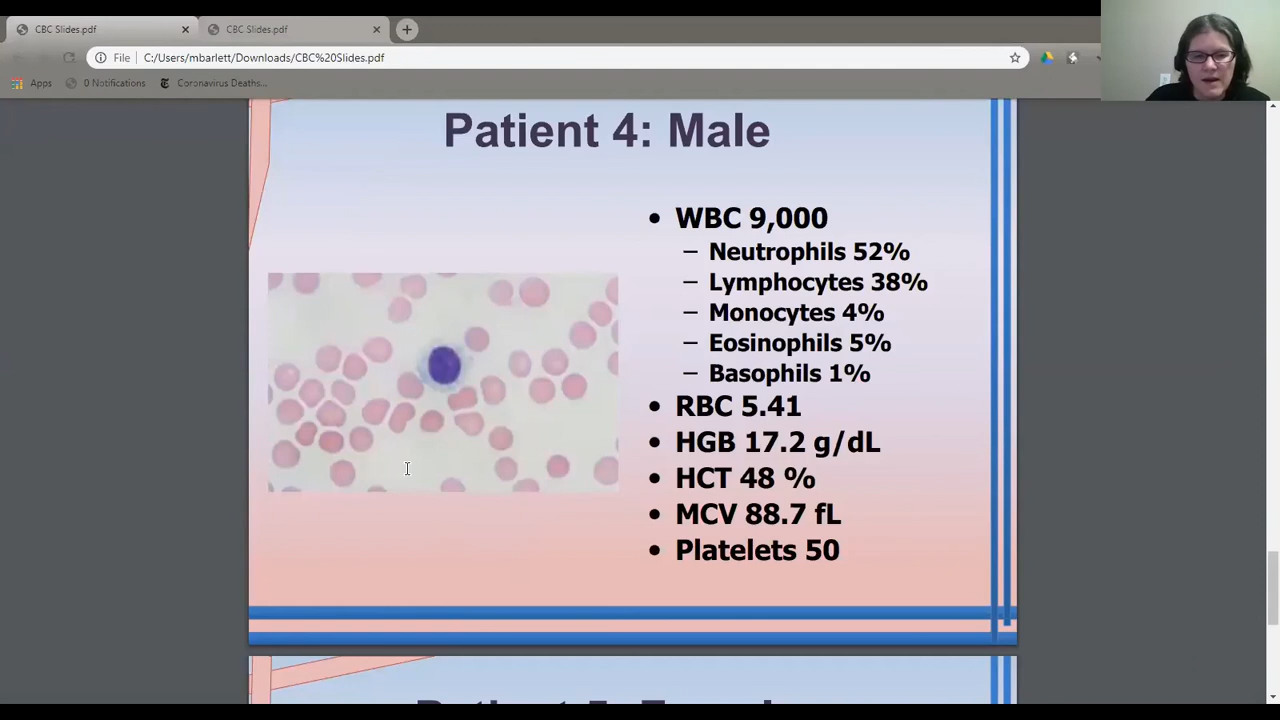 CBC Slides.pdf
CBC Slides.pdf
File
C:/Users/mbarlett/Downloads/CBC%20Slides.pdf
Apps
0 Notifications
Coronavirus Deaths...
Patient 4: Male
• WBC 9,000
– Neutrophils 52%
– Lymphocytes 38%
– Monocytes 4%
– Eosinophils 5%
– Basophils 1%
• RBC 5.41
• HGB 17.2 g/dL
• HCT 48 %
• MCV 88.7 fL
• Platelets 50